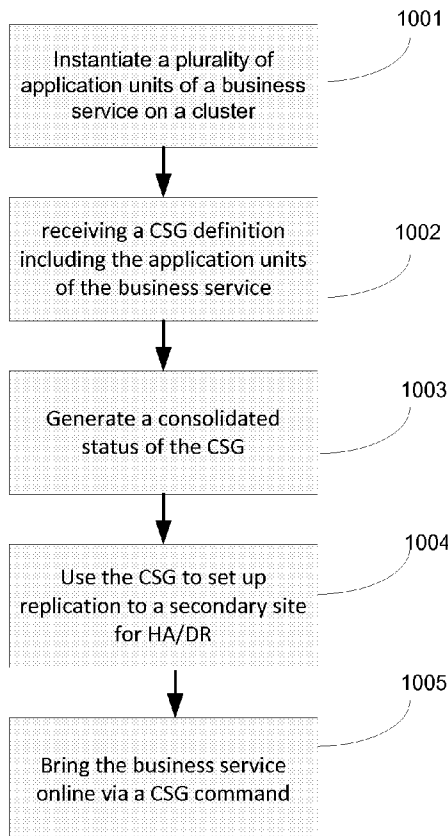 1001
Instantiate a plurality of
application units of a business
service on a cluster
receiving a CSG definition
including the application units
of the business service
1002
1003
Generate a consolidated
status of the CSG
1004
Use the CSG to set up
replication to a secondary site
for HA/DR
1005
Bring the business service
online via a CSG command